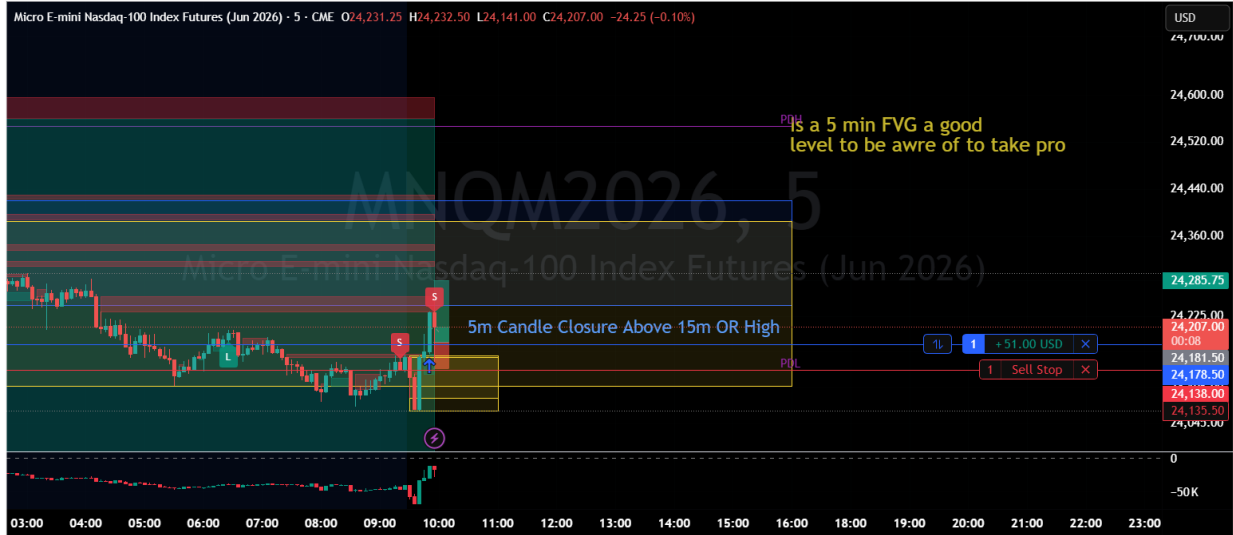 Micro E-mini Nasdaq-100 Index Futures (Jun 2026) · 5 · CME O24,231.25 H24,232.50 L24,141.00 C24,207.00 −24.25 (−0.10%)
USD
24,700.00
24,600.00
PDH
Is a 5 min FVG a good
level to be awre of to take pro
24,520.00
MNQM2026, 5
24,440.00
24,360.00
Micro E-mini Nasdaq-100 Index Futures (Jun 2026)
24,285.75
S
24,225.00
5m Candle Closure Above 15m OR High
24,207.00
00:08
S
L
1 +51.00 USD
24,181.50
PDL
24,178.50
1 Sell Stop
24,138.00
24,135.50
24,045.00
0
−50 K
03:00 04:00 05:00 06:00 07:00 08:00 09:00 10:00 11:00 12:00 13:00 14:00 15:00 16:00 17:00 18:00 19:00 20:00 21:00 22:00 23:00